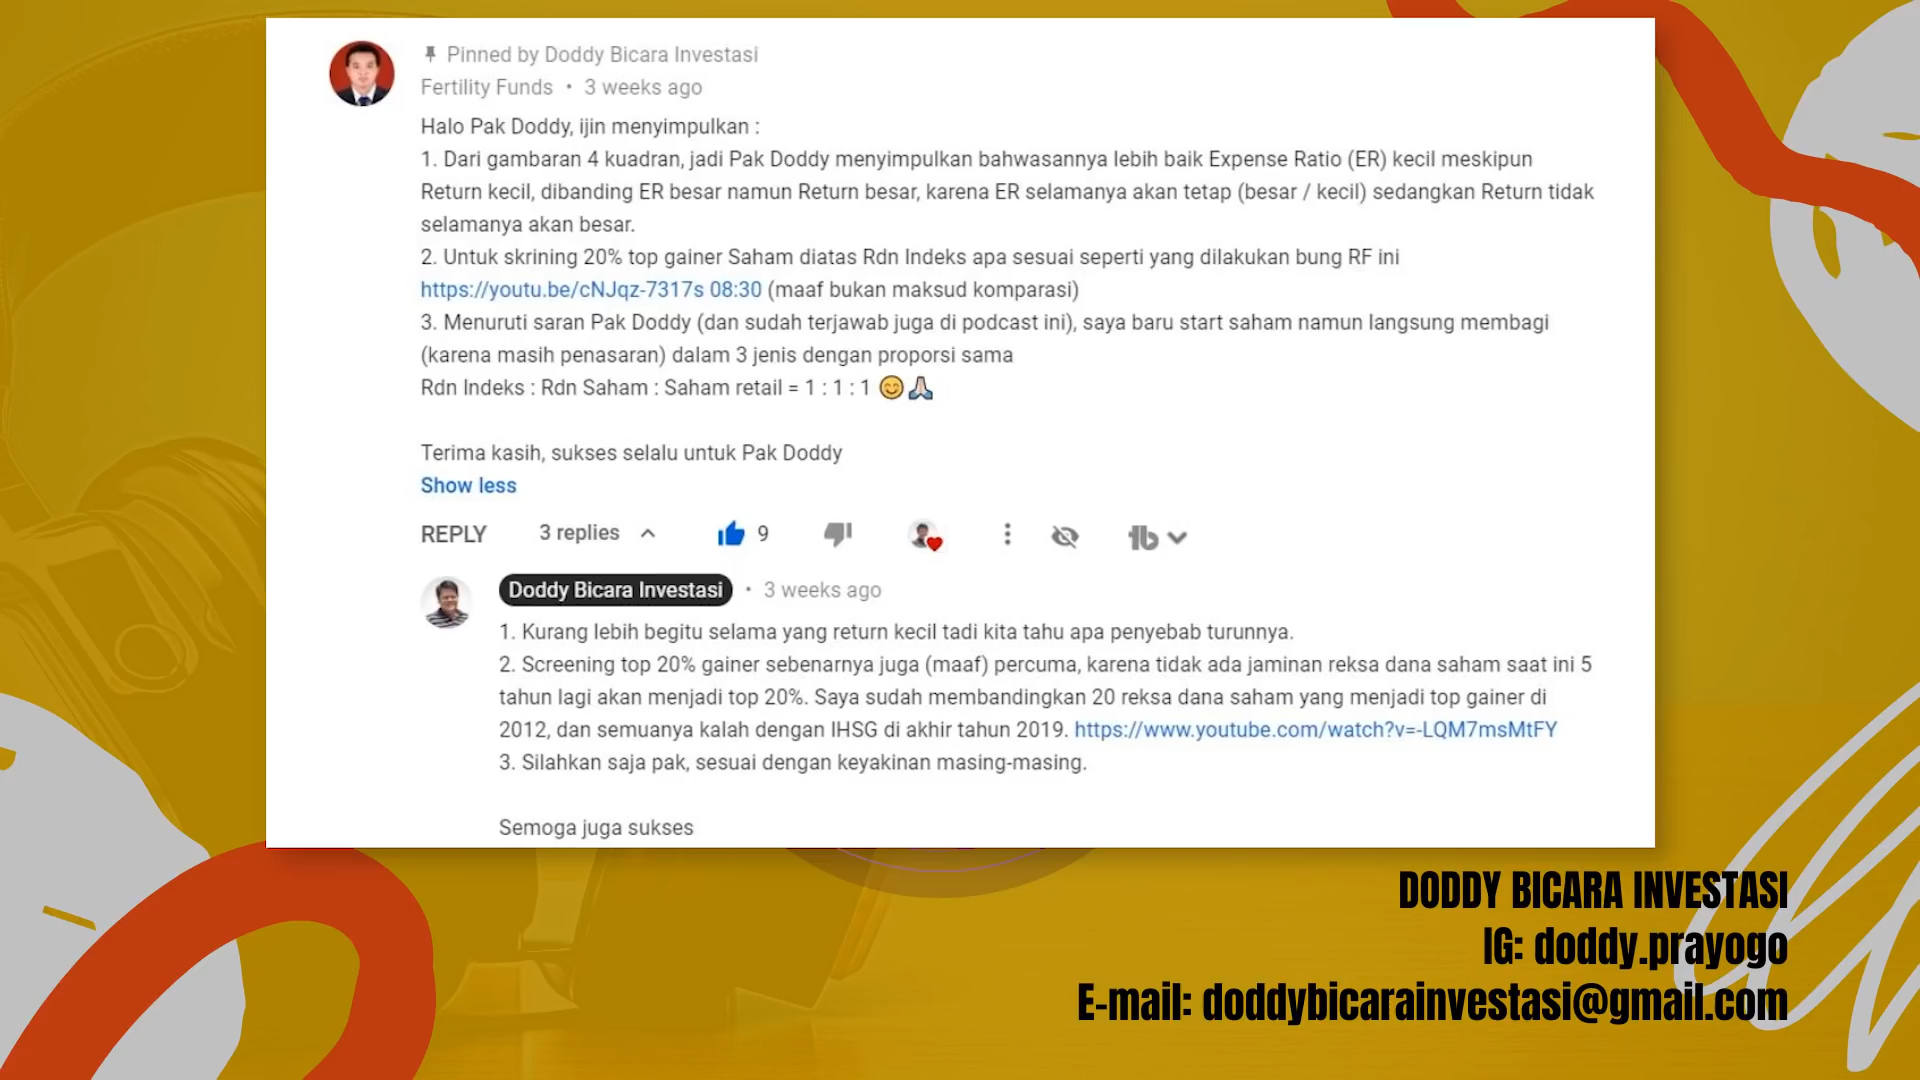 Pinned by Doddy Bicara Investasi
Fertility Funds • 3 weeks ago
Halo Pak Doddy, ijin menyimpulkan :
1. Dari gambaran 4 kuadran, jadi Pak Doddy menyimpulkan bahwasannya lebih baik Expense Ratio (ER) kecil meskipun
Return kecil, dibanding ER besar namun Return besar, karena ER selamanya akan tetap (besar / kecil) sedangkan Return tidak
selamanya akan besar.
2. Untuk skrining 20% top gainer Saham diatas Rdn Indeks apa sesuai seperti yang dilakukan bung RF ini
https://youtu.be/cNJqz-7317s 08:30 (maaf bukan maksud komparasi)
3. Menuruti saran Pak Doddy (dan sudah terjawab juga di podcast ini), saya baru start saham namun langsung membagi
(karena masih penasaran) dalam 3 jenis dengan proporsi sama
Rdn Indeks : Rdn Saham : Saham retail = 1 : 1 : 1 😊🙏🏻
Terima kasih, sukses selalu untuk Pak Doddy
Show less
REPLY 3 replies 9
Doddy Bicara Investasi • 3 weeks ago
1. Kurang lebih begitu selama yang return kecil tadi kita tahu apa penyebab turunnya.
2. Screening top 20% gainer sebenarnya juga (maaf) percuma, karena tidak ada jaminan reksa dana saham saat ini 5
tahun lagi akan menjadi top 20%. Saya sudah membandingkan 20 reksa dana saham yang menjadi top gainer di
2012, dan semuanya kalah dengan IHSG di akhir tahun 2019. https://www.youtube.com/watch?v=-LQM7msMtFY
3. Silahkan saja pak, sesuai dengan keyakinan masing-masing.
Semoga juga sukses
DODDY BICARA INVESTASI
IG: doddy.prayogo
E-mail: doddybicarainvestasi@gmail.com